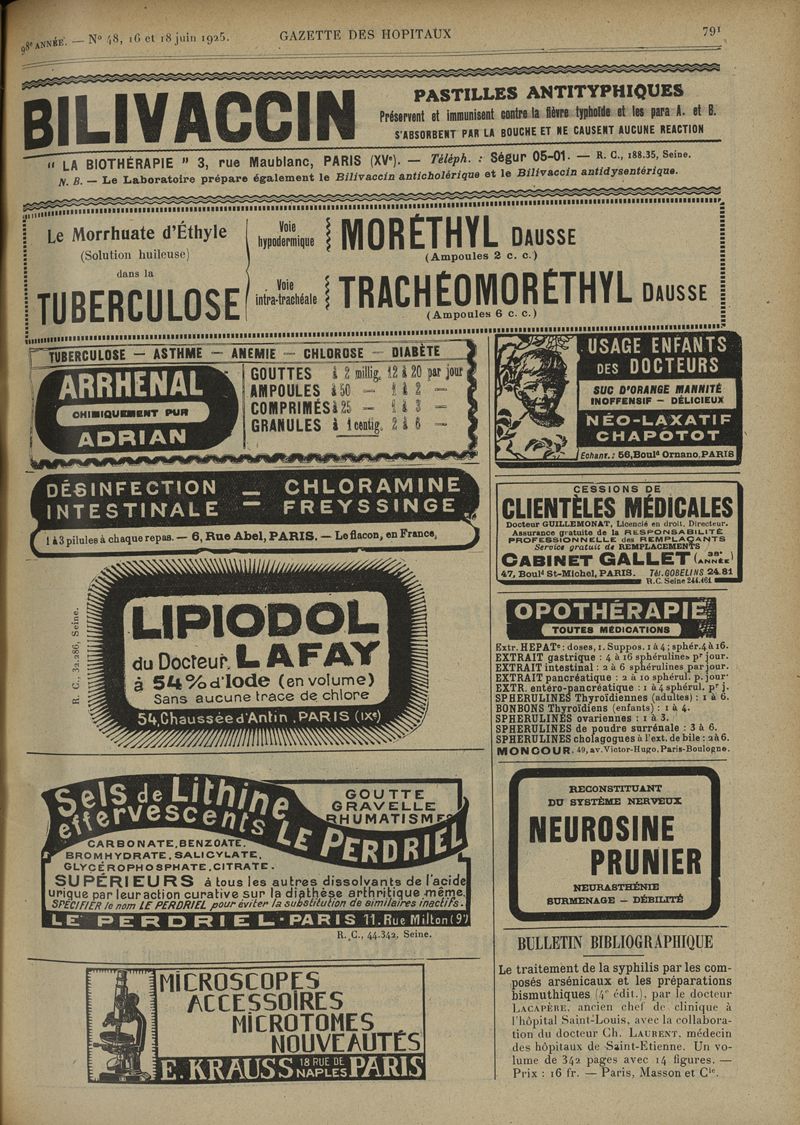 98e ANNÉE. — N° 48, 16 et 18 juin 1925.
GAZETTE DES HOPITAUX
791
BILIVACCIN
PASTILLES ANTITYPHIQUES
Préservent et immunisent contre la fièvre typhoïde et les para A. et B.
S'ABSORBENT PAR LA BOUCHE ET NE CAUSENT AUCUNE REACTION
" LA BIOTHÉRAPIE " 3, rue Maublanc, PARIS (XVe). — Téléph. : Ségur 05-01. — R. C., 188.35, Seine.
N. B. — Le Laboratoire prépare également le Bilivaccin anticholérique et le Bilivaccin antidysentérique.
Le Morrhuate d'Éthyle
(Solution huileuse)
dans la
TUBERCULOSE
Voie
hypodermique
MORÉTHYL DAUSSE
(Ampoules 2 c. c.)
Voie
intra-trachéale
TRACHÉOMORÉTHYL DAUSSE
(Ampoules 6 c. c.)
TUBERCULOSE — ASTHME — ANEMIE — CHLOROSE — DIABÈTE
ARRHENAL
CHIMIQUEMENT PUR
ADRIAN
GOUTTES à 2 millig. 12 à 20 par jour
AMPOULES à 50 — 1 à 2 —
COMPRIMÉS à 25 — 1 à 3 —
GRANULES à 1 centig. 2 à 6 —
DÉSINFECTION = CHLORAMINE
INTESTINALE = FREYSSINGE
1 à 3 pilules à chaque repas. — 6, Rue Abel, PARIS. — Le flacon, en France,
LIPIODOL
du Docteur LAFAY
à 54% d'Iode (en volume)
Sans aucune trace de chlore
54, Chaussée d'Antin, PARIS (IXe)
R. C., 32.286, Seine.
Sels de Lithine
effervescents LE PERDRIEL
GOUTTE
GRAVELLE
RHUMATISME
CARBONATE, BENZOATE,
BROMHYDRATE, SALICYLATE,
GLYCÉROPHOSPHATE, CITRATE.
SUPÉRIEURS à tous les autres dissolvants de l'acide
urique par leur action curative sur la diathèse arthritique même.
SPÉCIFIER le nom LE PERDRIEL pour éviter la substitution de similaires inactifs.
LE PERDRIEL - PARIS 11. Rue Milton (9e)
R. C., 44.342, Seine.
MICROSCOPES
ACCESSOIRES
MICROTOMES
NOUVEAUTÉS
E. KRAUSS 18 RUE DE NAPLES PARIS
USAGE ENFANTS
DES DOCTEURS
SUC D'ORANGE MANNITÉ
INOFFENSIF — DÉLICIEUX
NÉO-LAXATIF
CHAPOTOT
Échant. : 56, Bould Ornano, PARIS
CESSIONS DE
CLIENTÈLES MÉDICALES
Docteur GUILLEMONAT, Licencié en droit, Directeur.
Assurance gratuite de la RESPONSABILITÉ
PROFESSIONNELLE des REMPLAÇANTS
Service gratuit de REMPLACEMENTS
CABINET GALLET (38e ANNÉE)
47, Bould St-Michel, PARIS. Tél. GOBELINS 24.81
R.C. Seine 244.461
OPOTHÉRAPIE
TOUTES MÉDICATIONS
Extr. HEPATe : doses, 1. Suppos. 1 à 4 ; sphér. 4 à 16.
EXTRAIT gastrique : 4 à 16 sphérulines pr jour.
EXTRAIT intestinal : 2 à 6 sphérulines par jour.
EXTRAIT pancréatique : 2 à 10 sphérul. p. jour
EXTR. entéro-pancréatique : 1 à 4 sphérul. pr j.
SPHERULINES Thyroïdiennes (adultes) : 1 à 6.
BONBONS Thyroïdiens (enfants) : 1 à 4.
SPHERULINES ovariennes : 1 à 3.
SPHERULINES de poudre surrénale : 3 à 6.
SPHERULINES cholagogues à l'ext. de bile : 2 à 6.
MONCOUR. 49, av. Victor-Hugo, Paris-Boulogne.
RECONSTITUANT
DU SYSTÈME NERVEUX
NEUROSINE
PRUNIER
NEURASTHÉNIE
SURMENAGE — DÉBILITÉ
BULLETIN BIBLIOGRAPHIQUE
Le traitement de la syphilis par les com-
posés arsénicaux et les préparations
bismuthiques (4e édit.), par le docteur
LACAPÈRE, ancien chef de clinique à
l'hôpital Saint-Louis, avec la collabora-
tion du docteur Ch. LAURENT, médecin
des hôpitaux de Saint-Etienne. Un vo-
lume de 342 pages avec 14 figures. —
Prix : 16 fr. — Paris, Masson et Cie.